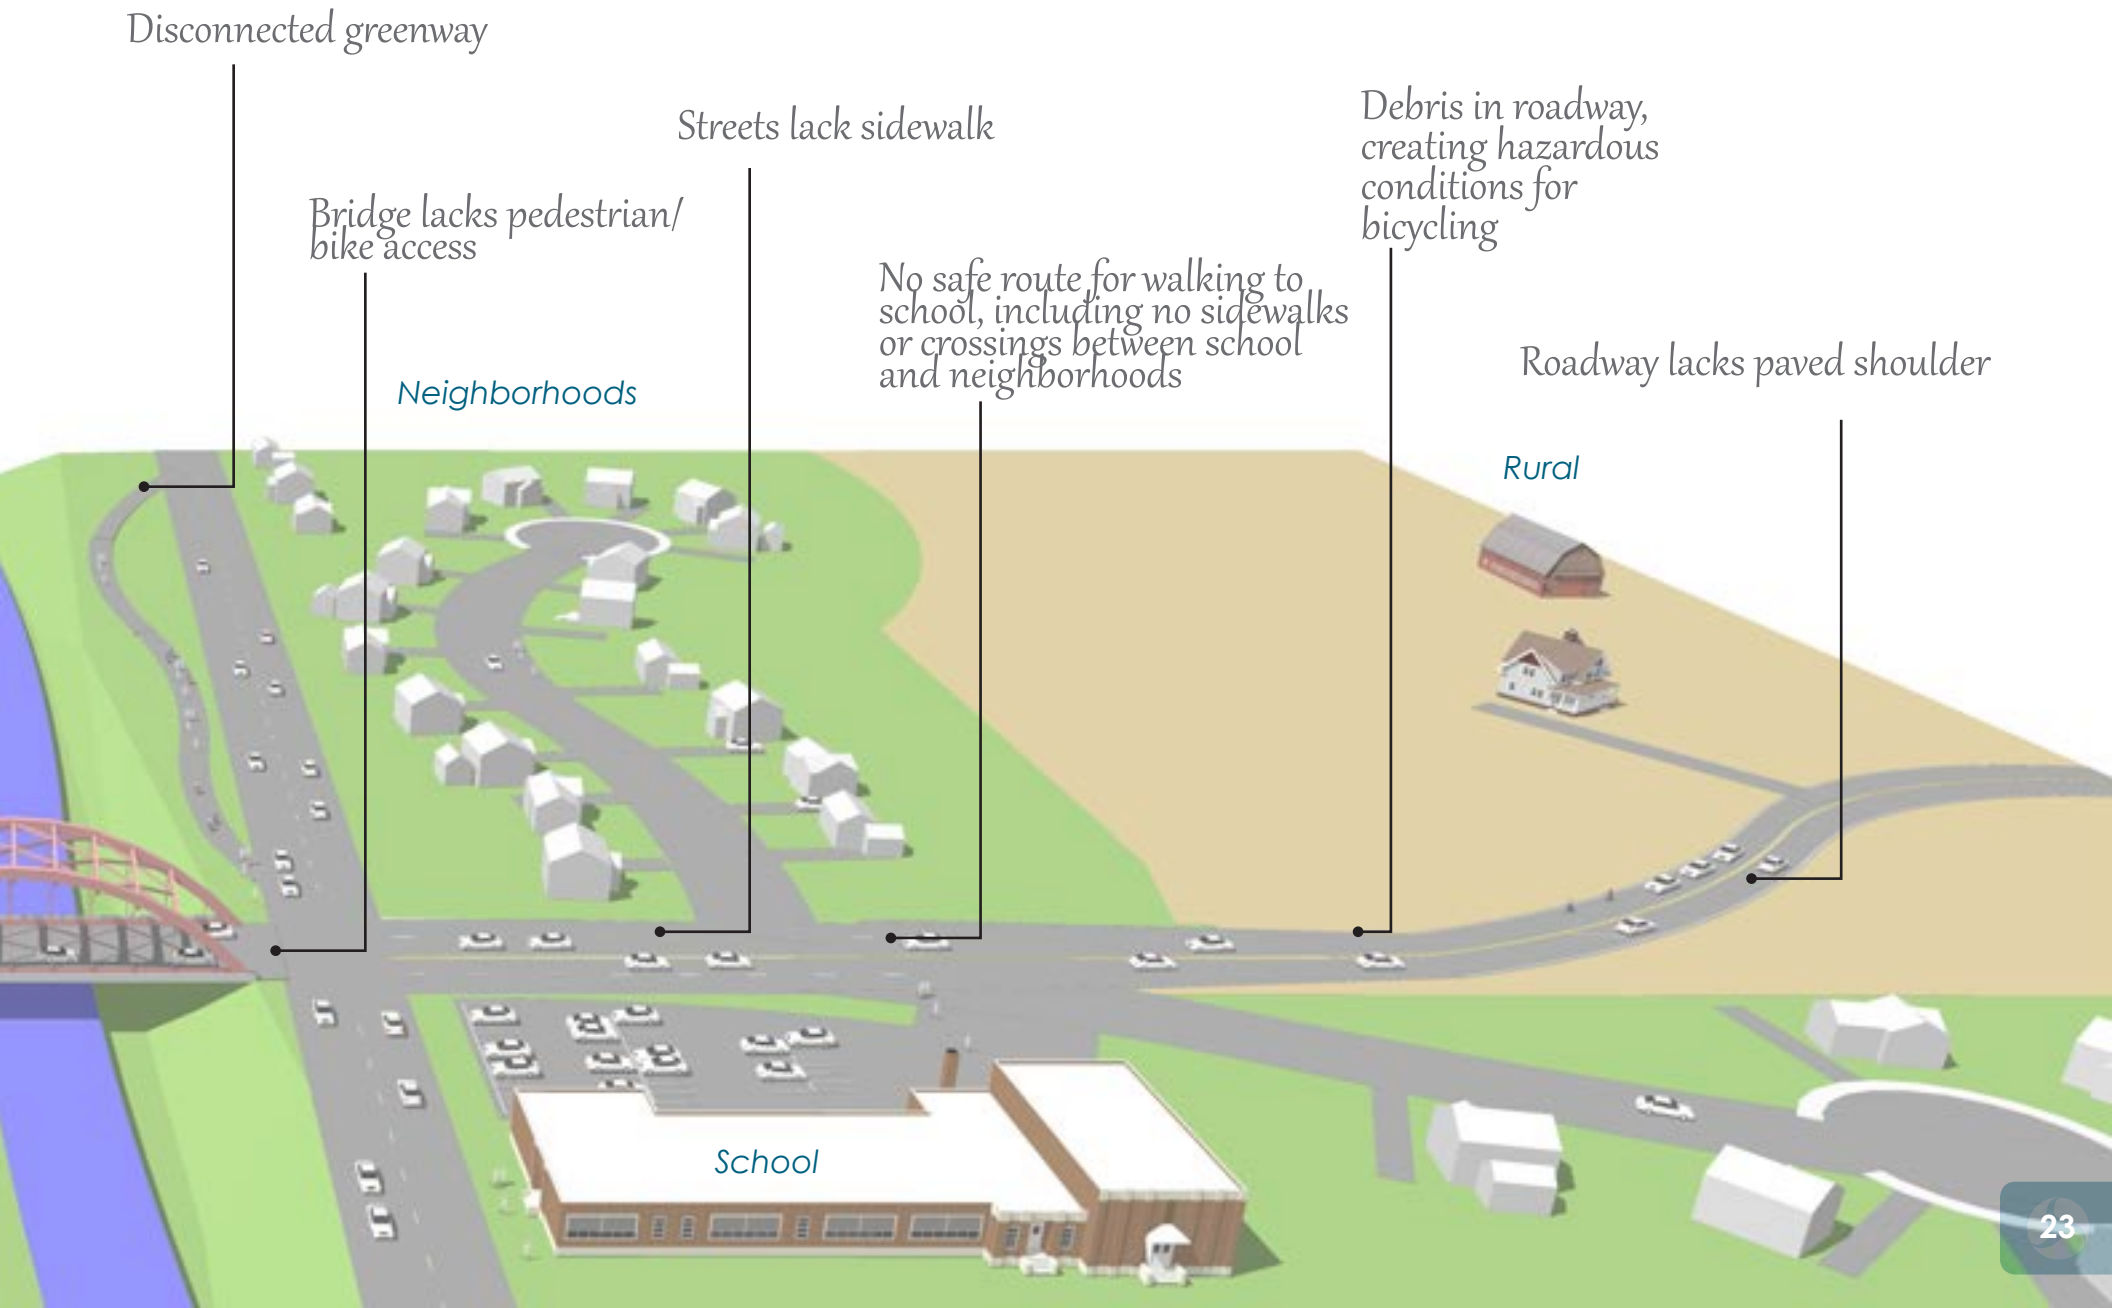 Disconnected greenway
Streets lack sidewalk
Debris in roadway,
creating hazardous
conditions for
bicycling
Bridge lacks pedestrian/
bike access
No safe route for walking to
school, including no sidewalks
or crossings between school
and neighborhoods
Roadway lacks paved shoulder
Neighborhoods
Rural
School
23